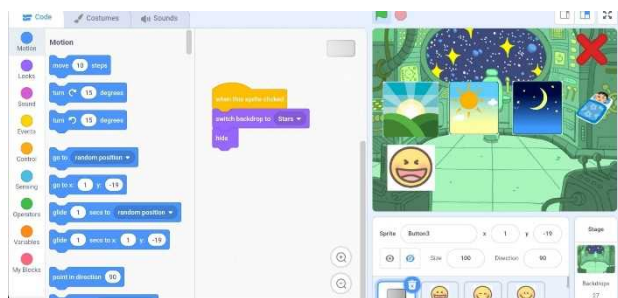 Code Costumes Sounds
Motion
Motion
Looks
Sound
Events
Control
Sensing
Operators
Variables
My Blocks
move 10 steps
turn 15 degrees
turn 15 degrees
go to random position
go to x: 1 y: -19
glide 1 secs to random position
glide 1 secs to x: 1 y: -19
point in direction 90
when this sprite clicked
switch backdrop to Stars
hide
Sprite Button3 x 1 y -19
Size 100 Direction 90
Stage
Backdrops